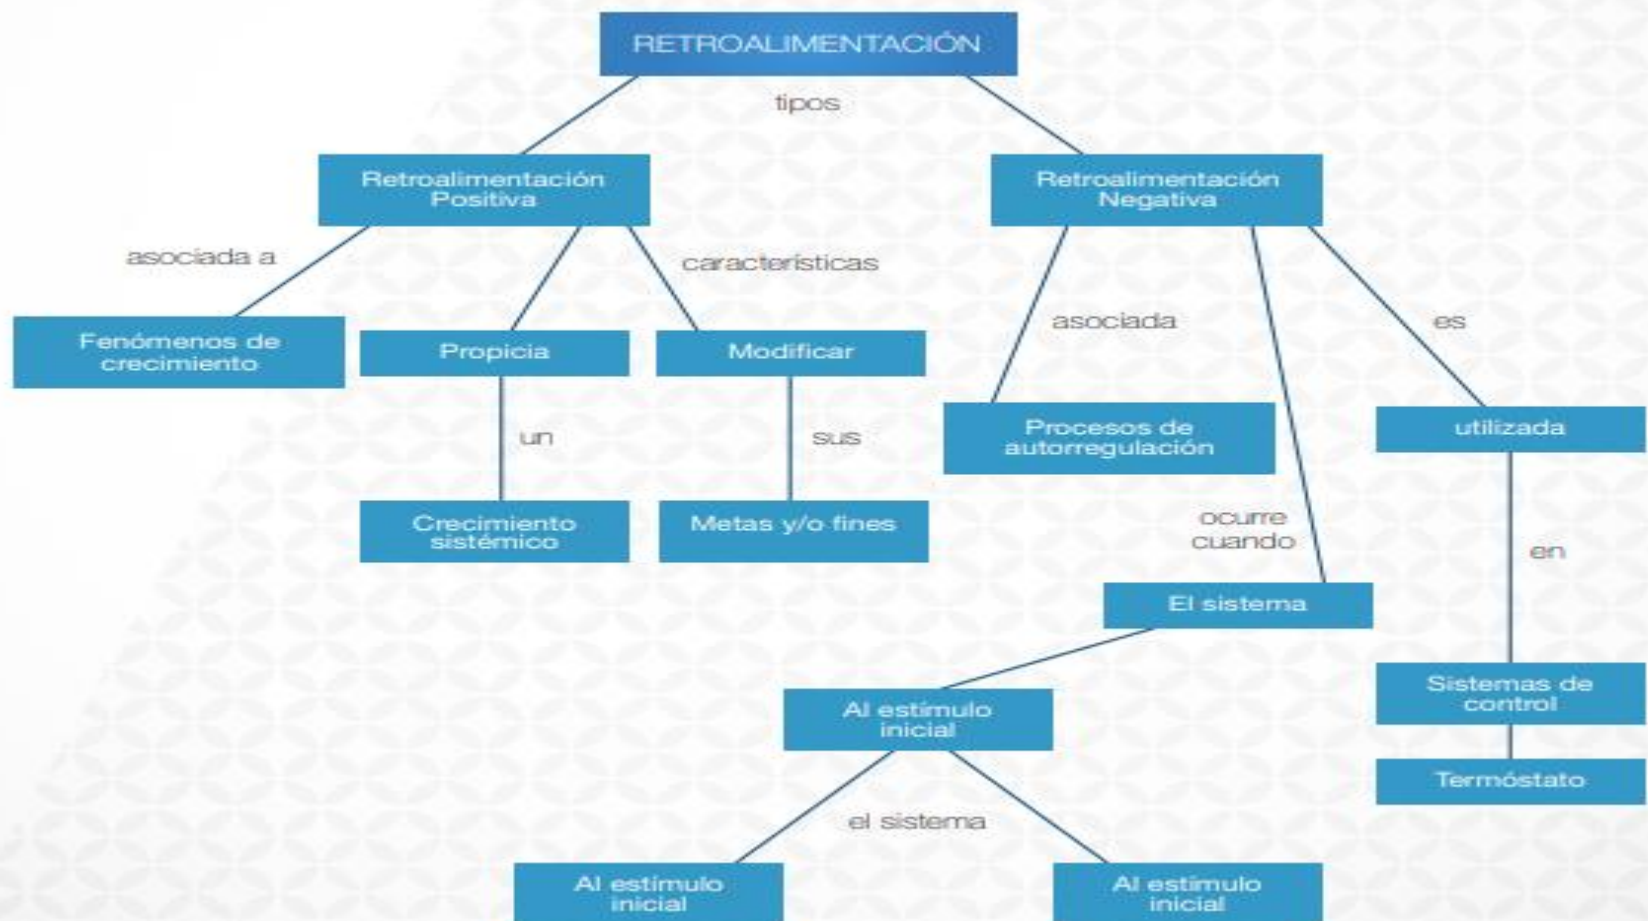 RETROALIMENTACIÓN
tipos
Retroalimentación
Positiva
Retroalimentación
Negativa
asociada a
características
asociada
es
Fenómenos de
crecimiento
Propicia
Modificar
un
sus
Procesos de
autorregulación
utilizada
Crecimiento
sistémico
Metas y/o fines
ocurre
cuando
en
El sistema
Al estímulo
inicial
Sistemas de
control
Termóstato
el sistema
Al estímulo
inicial
Al estímulo
inicial